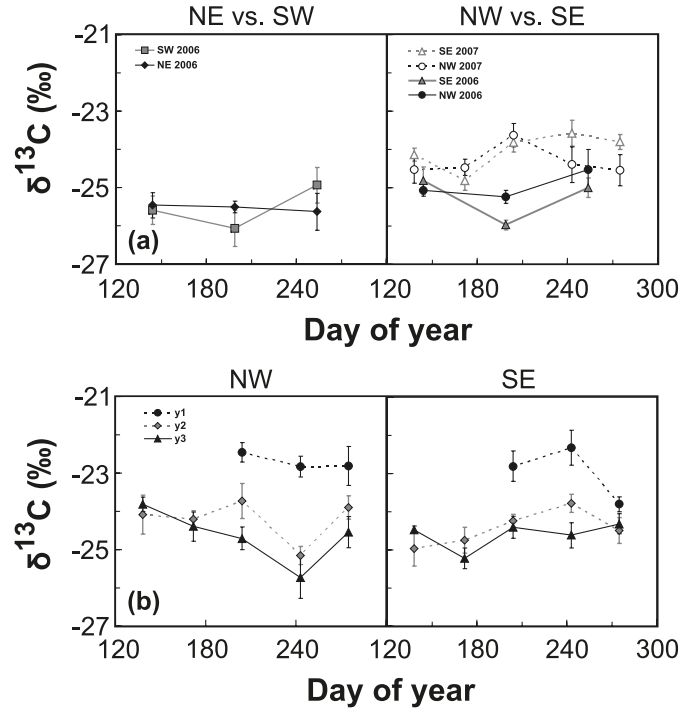 NE vs. SW NW vs. SE
-21
-23
-25
-27
δ¹³C (‰)
SW 2006
NE 2006
SE 2007
NW 2007
SE 2006
NW 2006
(a)
120 180 240 120 180 240 300
Day of year
NW SE
-21
-23
-25
-27
δ¹³C (‰)
y1
y2
y3
(b)
120 180 240 120 180 240 300
Day of year